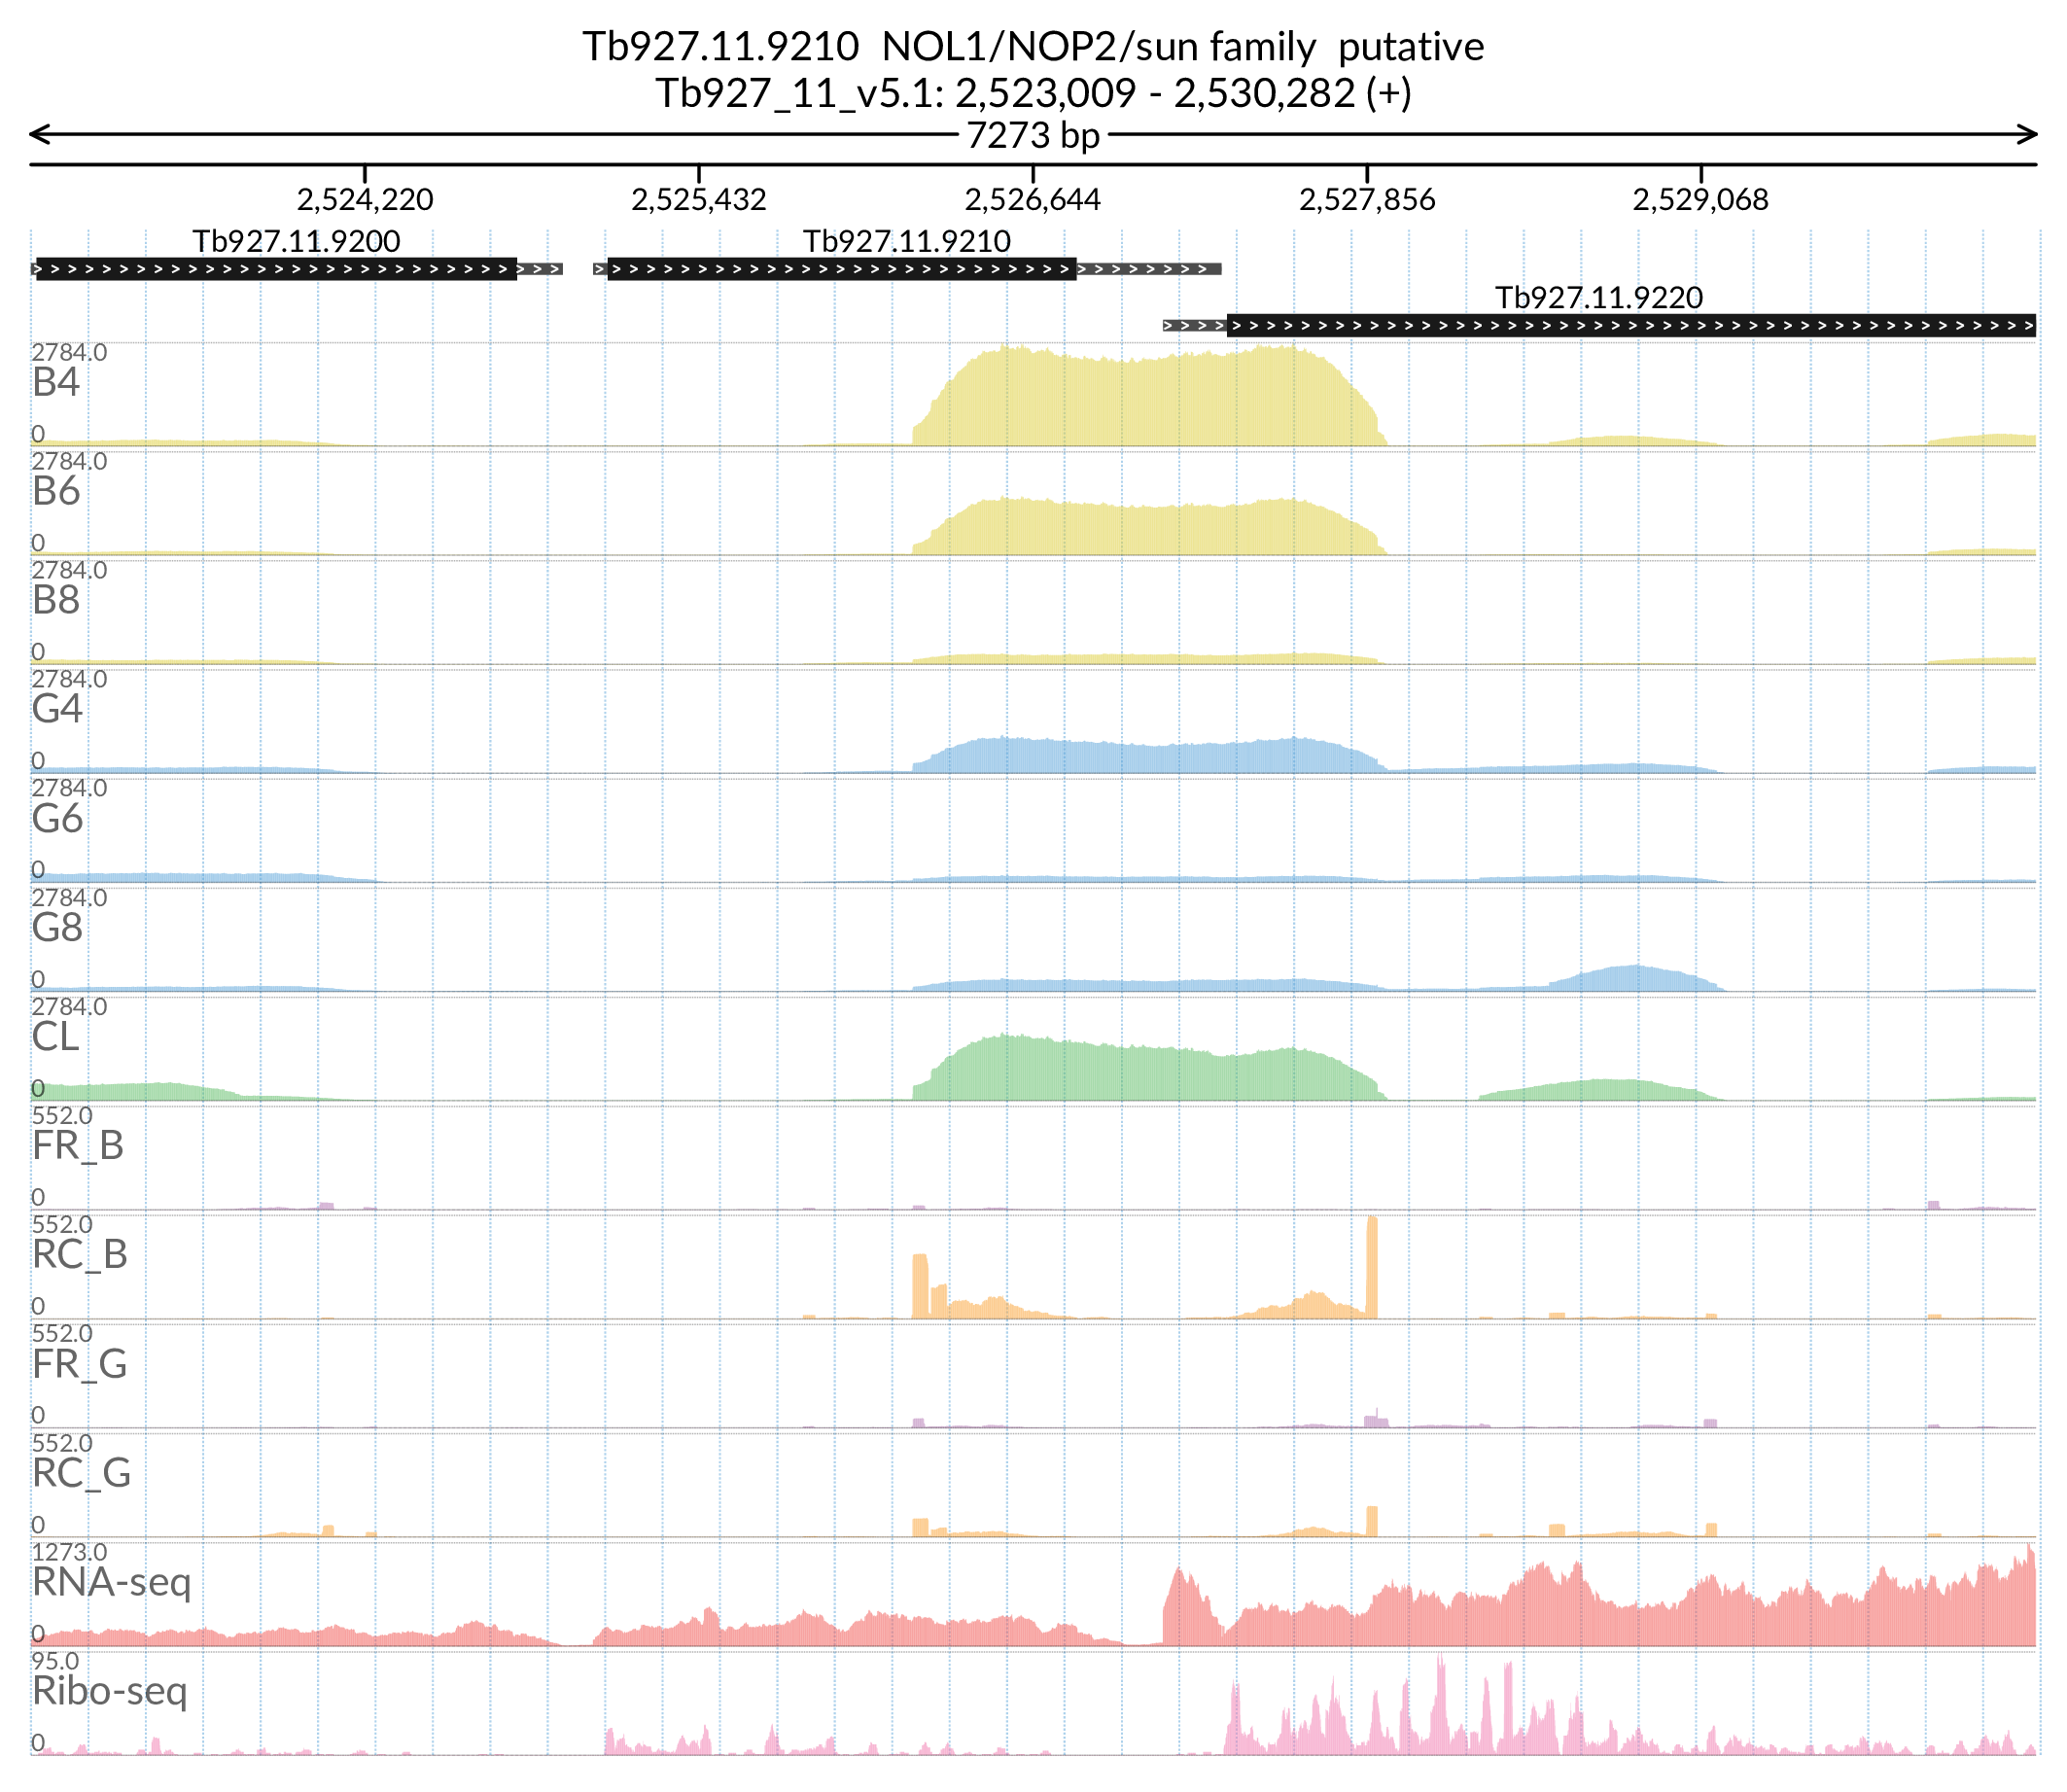 Tb927.11.9210 NOL1/NOP2/sun family putative
Tb927_11_v5.1: 2,523,009 - 2,530,282 (+)
7273 bp
2,524,220 2,525,432 2,526,644 2,527,856 2,529,068
Tb927.11.9200 Tb927.11.9210
Tb927.11.9220
2784.0
B4
0
2784.0
B6
0
2784.0
B8
0
2784.0
G4
0
2784.0
G6
0
2784.0
G8
0
2784.0
CL
0
552.0
FR_B
0
552.0
RC_B
0
552.0
FR_G
0
552.0
RC_G
0
1273.0
RNA-seq
0
95.0
Ribo-seq
0